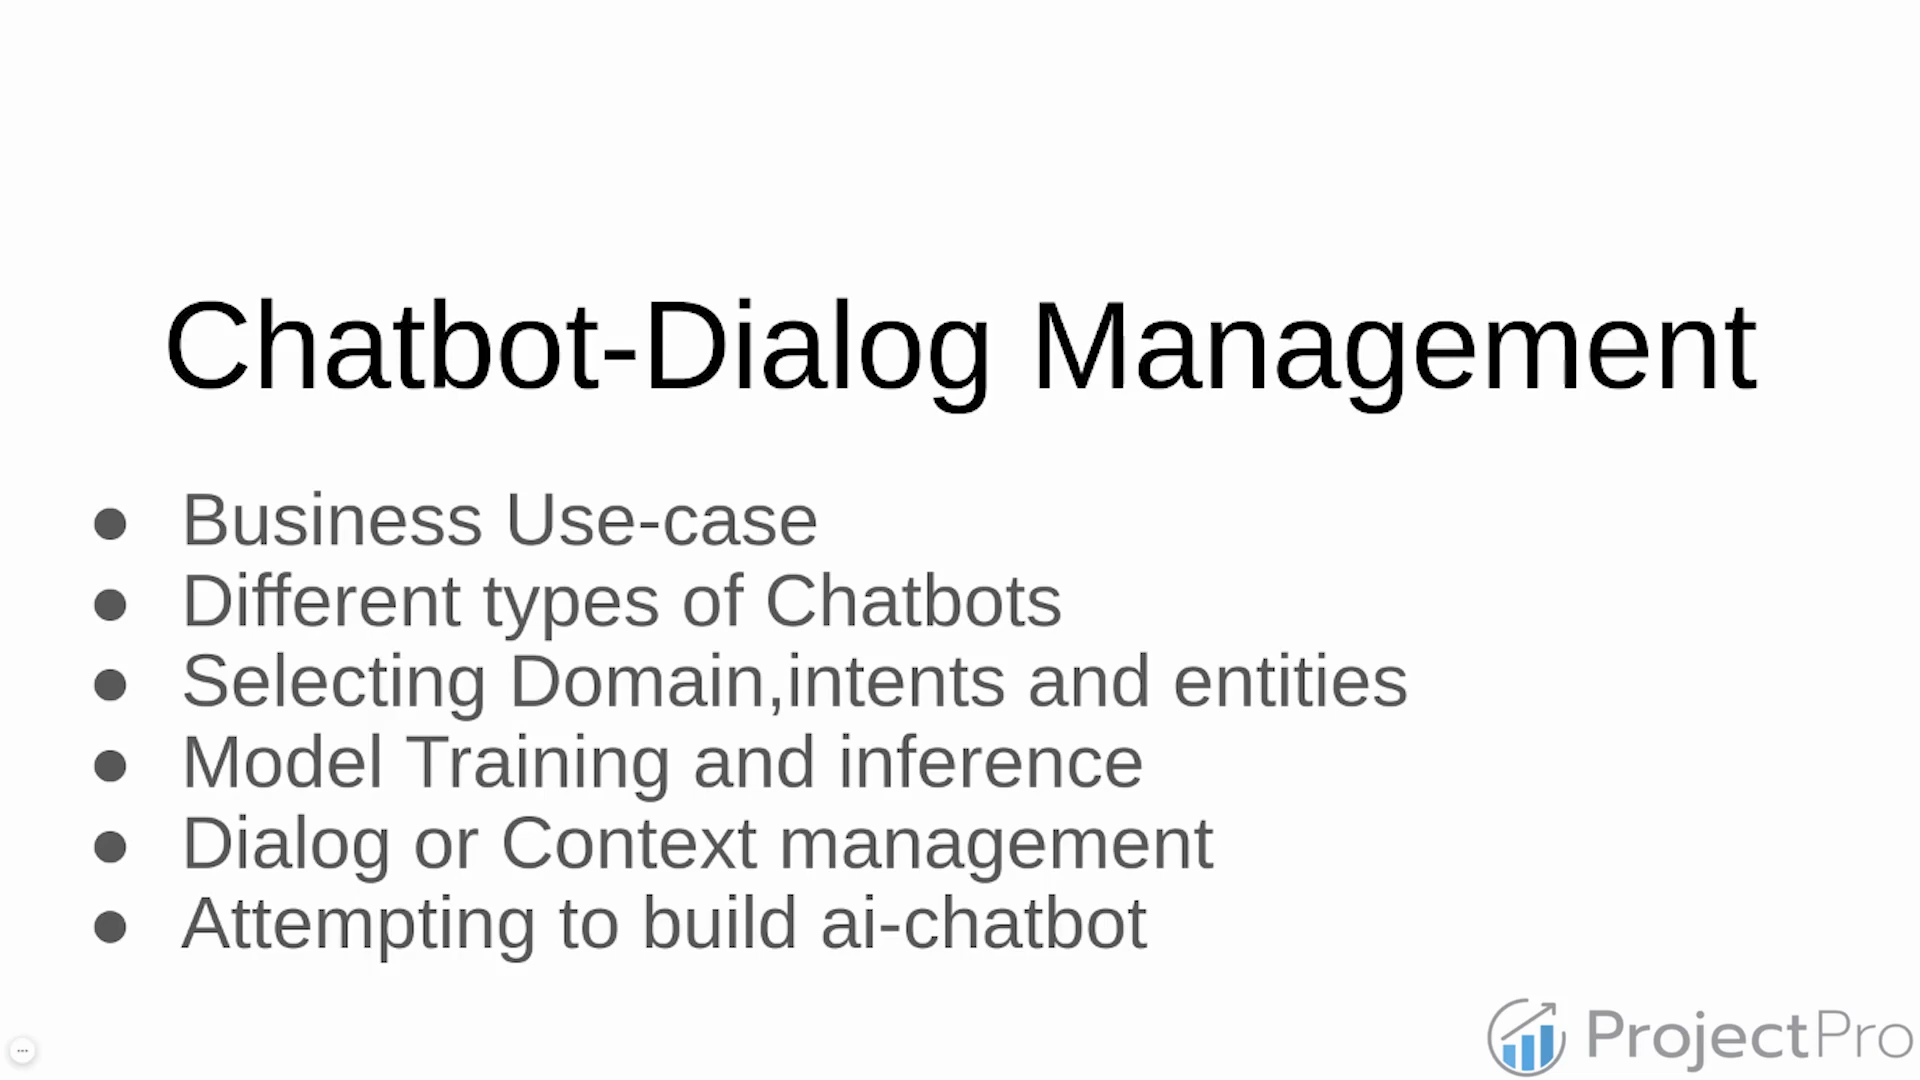 Chatbot-Dialog Management
● Business Use-case
● Different types of Chatbots
● Selecting Domain,intents and entities
● Model Training and inference
● Dialog or Context management
● Attempting to build ai-chatbot
ProjectPro